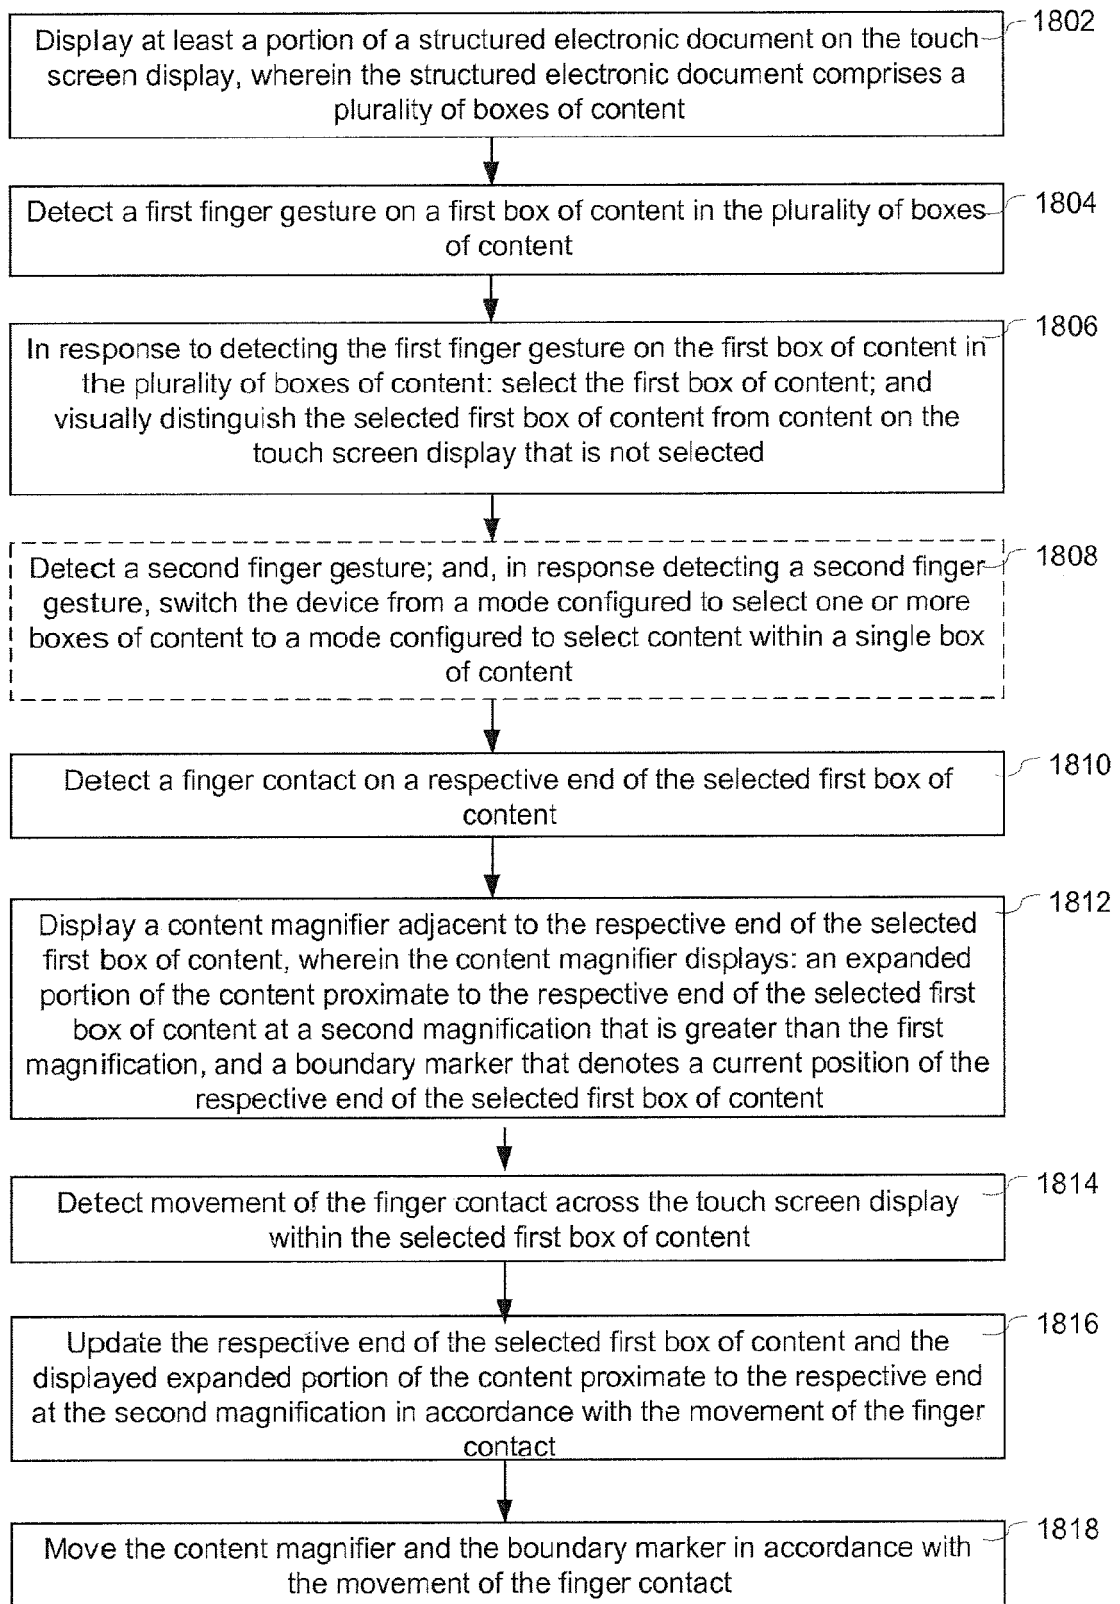 Display at least a portion of a structured electronic document on the touch
screen display, wherein the structured electronic document comprises a
plurality of boxes of content
1802
Detect a first finger gesture on a first box of content in the plurality of boxes
of content
1804
In response to detecting the first finger gesture on the first box of content in
the plurality of boxes of content: select the first box of content; and
visually distinguish the selected first box of content from content on the
touch screen display that is not selected
1806
Detect a second finger gesture; and, in response detecting a second finger
gesture, switch the device from a mode configured to select one or more
boxes of content to a mode configured to select content within a single box
of content
1808
Detect a finger contact on a respective end of the selected first box of
content
1810
Display a content magnifier adjacent to the respective end of the selected
first box of content, wherein the content magnifier displays: an expanded
portion of the content proximate to the respective end of the selected first
box of content at a second magnification that is greater than the first
magnification, and a boundary marker that denotes a current position of the
respective end of the selected first box of content
1812
Detect movement of the finger contact across the touch screen display
within the selected first box of content
1814
Update the respective end of the selected first box of content and the
displayed expanded portion of the content proximate to the respective end
at the second magnification in accordance with the movement of the finger
contact
1816
Move the content magnifier and the boundary marker in accordance with
the movement of the finger contact
1818